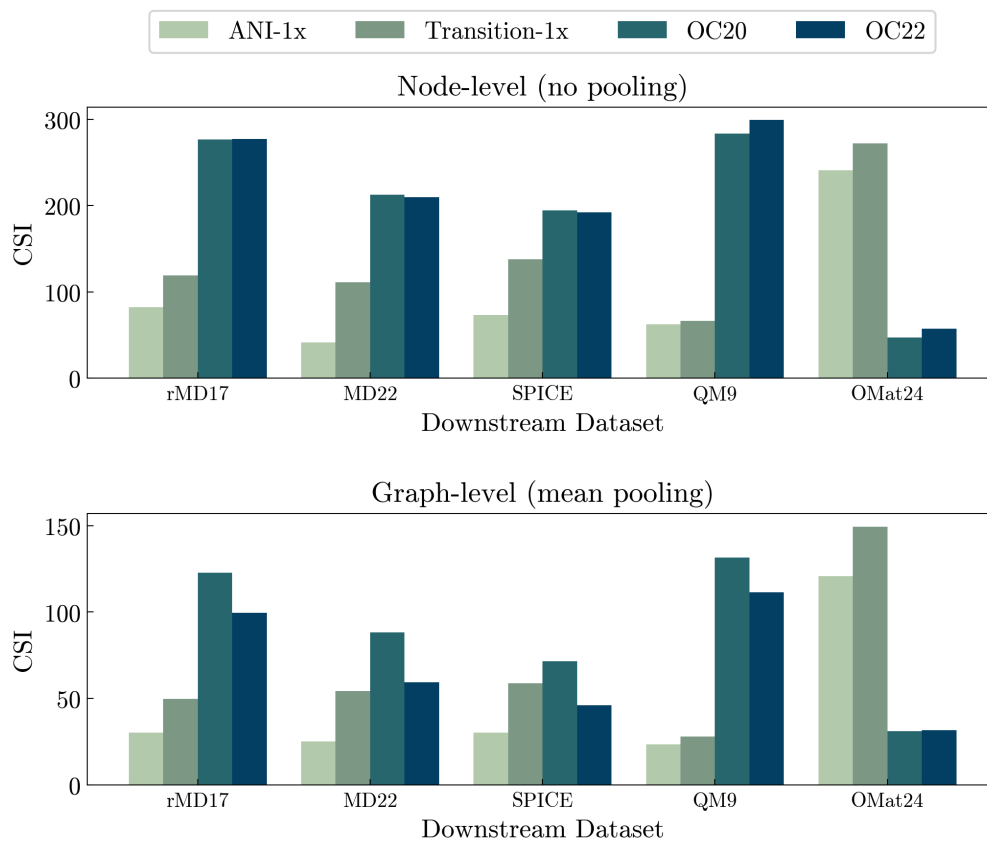 ANI-1x Transition-1x OC20 OC22
Node-level (no pooling)
300
200
100
0
CSI
rMD17 MD22 SPICE QM9 OMat24
Downstream Dataset
Graph-level (mean pooling)
150
100
50
0
CSI
rMD17 MD22 SPICE QM9 OMat24
Downstream Dataset